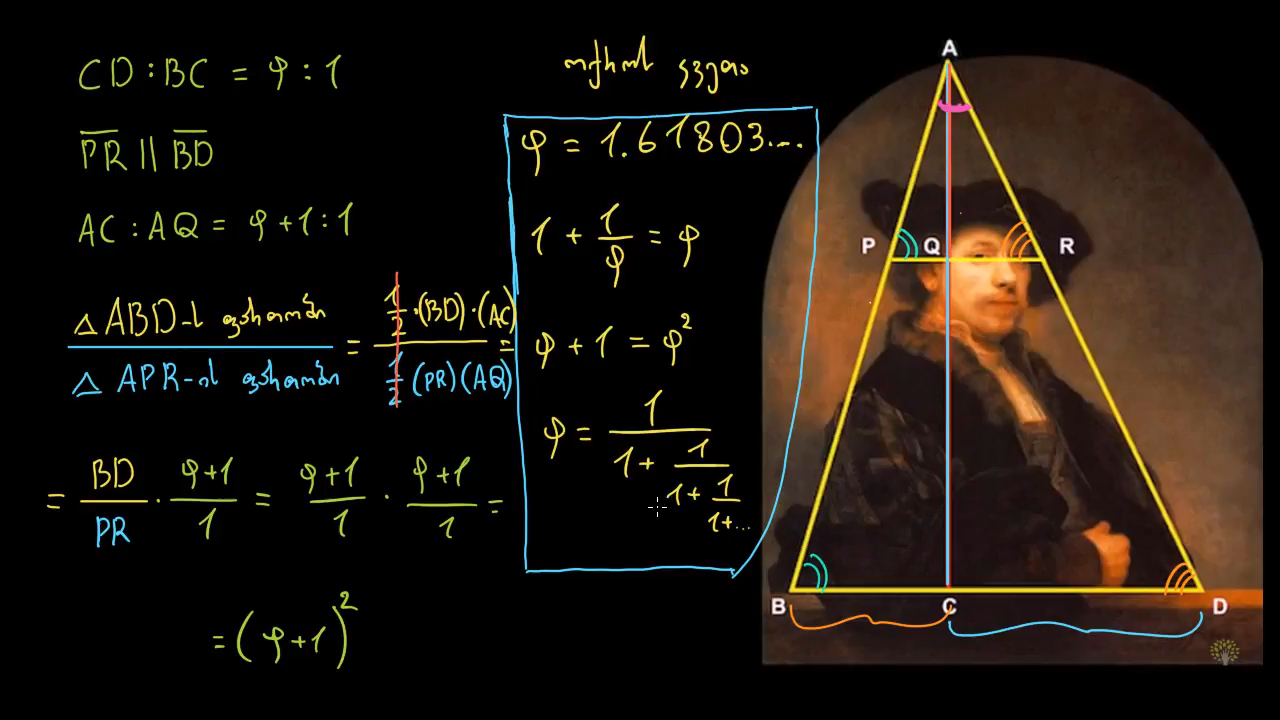 CD : BC = φ : 1
PR || BD
AC : AQ = φ + 1 : 1
△ ABD-ს ფართობი / △ APR-ის ფართობი = 1/2 · (BD) · (AC) / 1/2 (PR) (AQ) =
= BD/PR · φ+1/1 = φ+1/1 · φ+1/1 =
= (φ+1)²
ოქროს კვეთა
φ = 1.61803...
1 + 1/φ = φ
φ + 1 = φ²
φ = 1/(1 + 1/(1 + 1/(1+...)))
A
P Q R
B C D